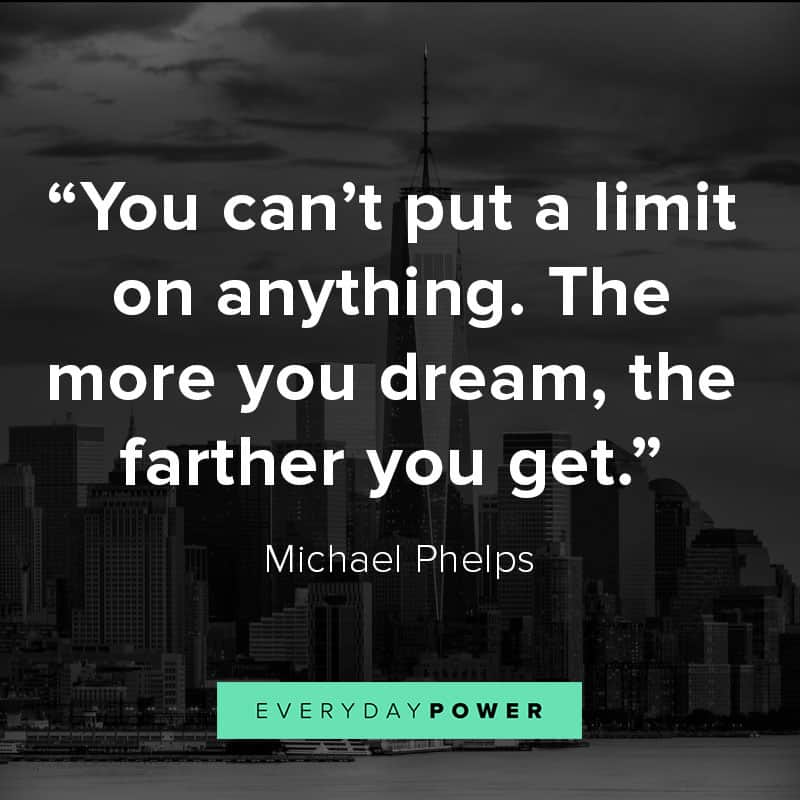 “You can’t put a limit
on anything. The
more you dream, the
farther you get.”
Michael Phelps
EVERYDAYPOWER